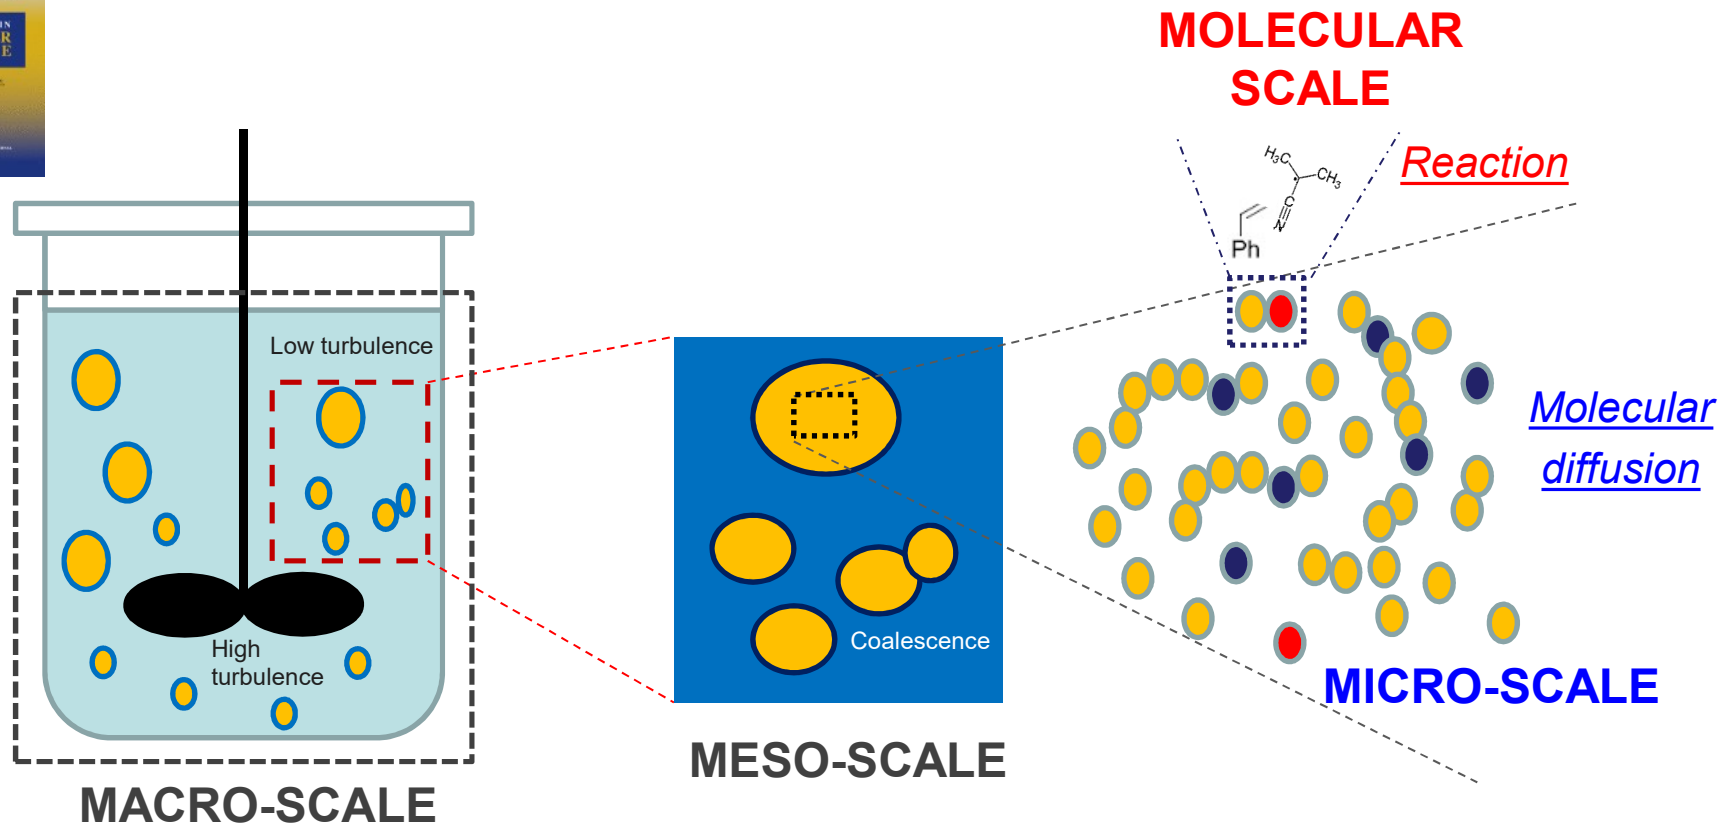 MOLECULAR
SCALE
Reaction
H₃C
CH₃
C
N
Ph
Low turbulence
High
turbulence
Coalescence
Molecular
diffusion
MICRO-SCALE
MESO-SCALE
MACRO-SCALE